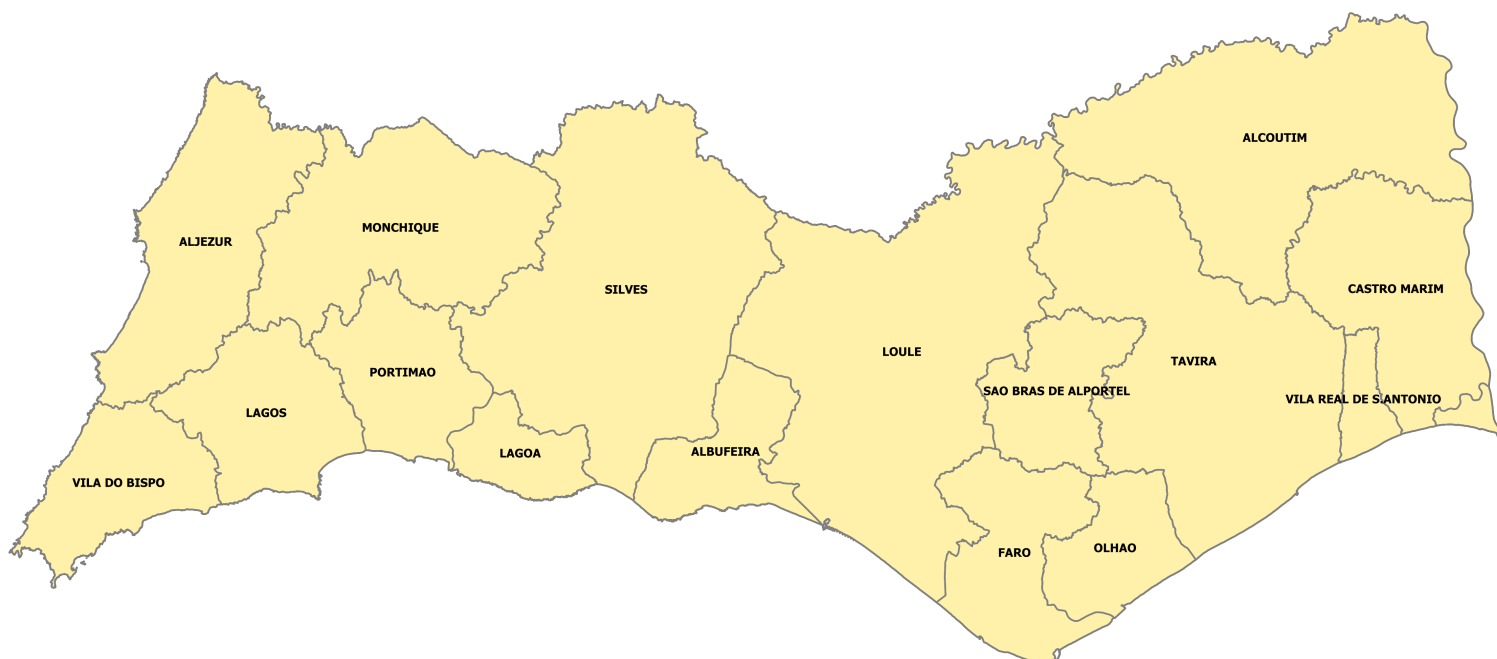 ALCOUTIM
MONCHIQUE
ALJEZUR
SILVES
CASTRO MARIM
LOULE
TAVIRA
PORTIMAO
SAO BRAS DE ALPORTEL
VILA REAL DE S.ANTONIO
LAGOS
ALBUFEIRA
LAGOA
VILA DO BISPO
OLHAO
FARO